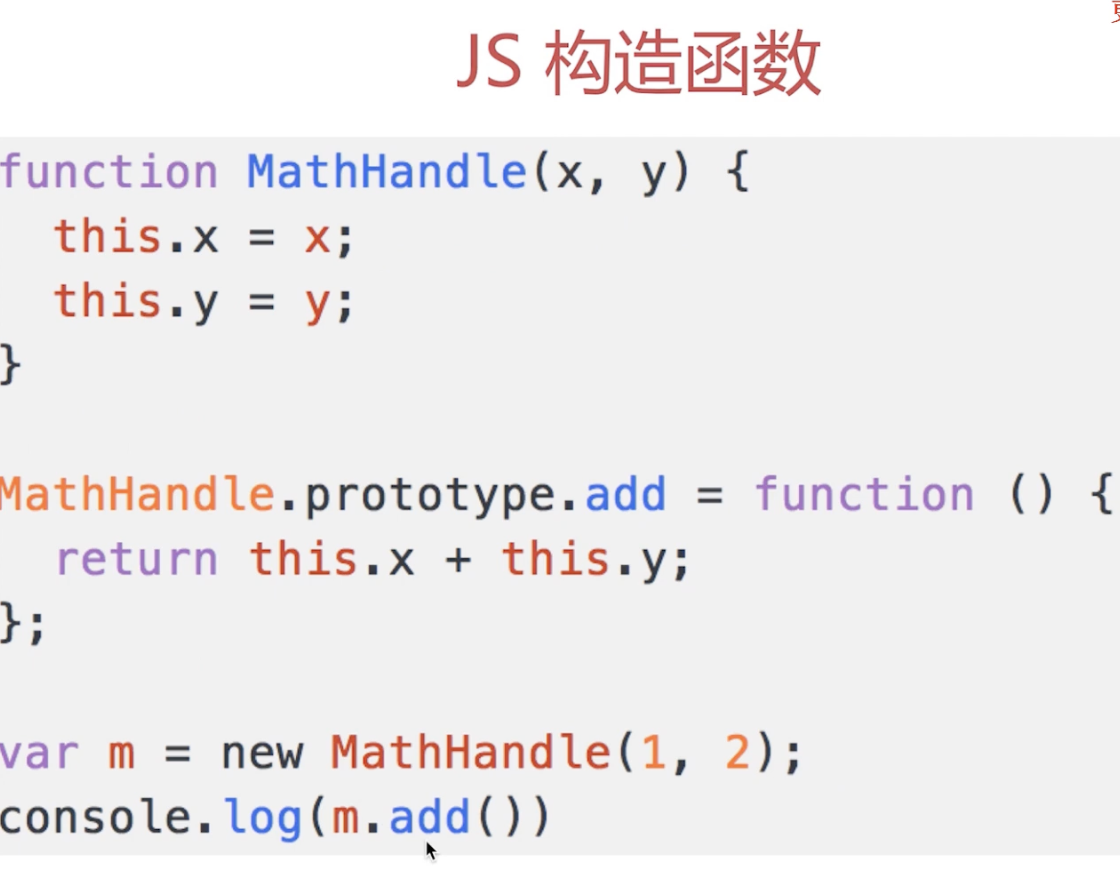 JS 构造函数
function MathHandle(x, y) {
this.x = x;
this.y = y;
}
MathHandle.prototype.add = function () {
return this.x + this.y;
};
var m = new MathHandle(1, 2);
console.log(m.add())